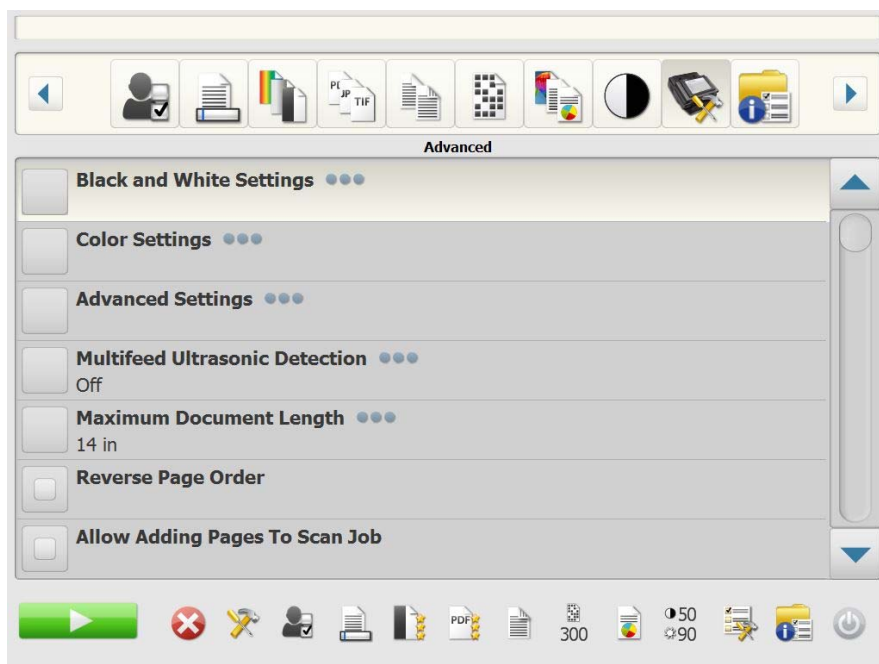 PDF JP TIF
Advanced
Black and White Settings
Color Settings
Advanced Settings
Multifeed Ultrasonic Detection
Off
Maximum Document Length
14 in
Reverse Page Order
Allow Adding Pages To Scan Job
PDF
300
50
90